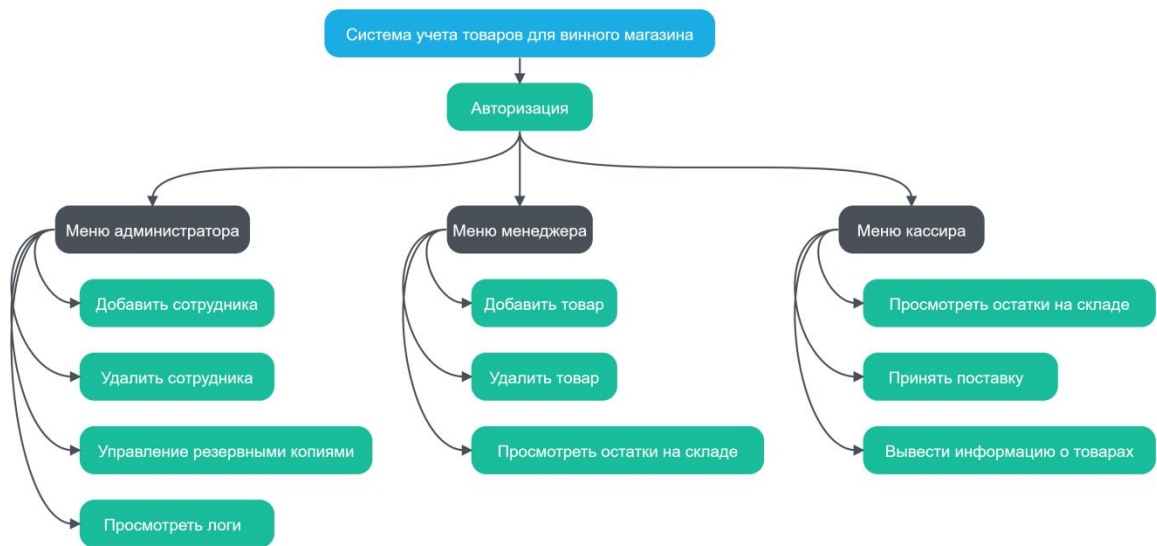 Система учета товаров для винного магазина
Авторизация
Меню администратора
Меню менеджера
Меню кассира
Добавить сотрудника
Добавить товар
Просмотреть остатки на складе
Удалить сотрудника
Удалить товар
Принять поставку
Управление резервными копиями
Просмотреть остатки на складе
Вывести информацию о товарах
Просмотреть логи